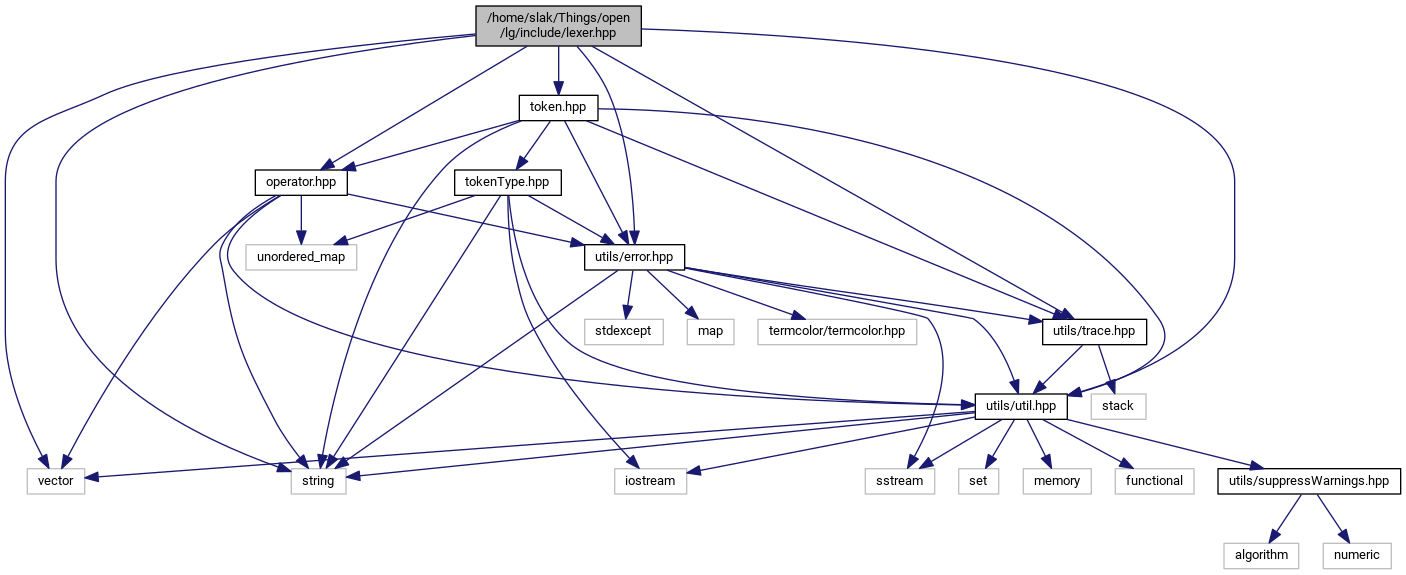 /home/slak/Things/open
/lg/include/lexer.hpp
token.hpp
operator.hpp
tokenType.hpp
unordered_map
utils/error.hpp
stdexcept
map
termcolor/termcolor.hpp
utils/trace.hpp
utils/util.hpp
stack
vector
string
iostream
sstream
set
memory
functional
utils/suppressWarnings.hpp
algorithm
numeric